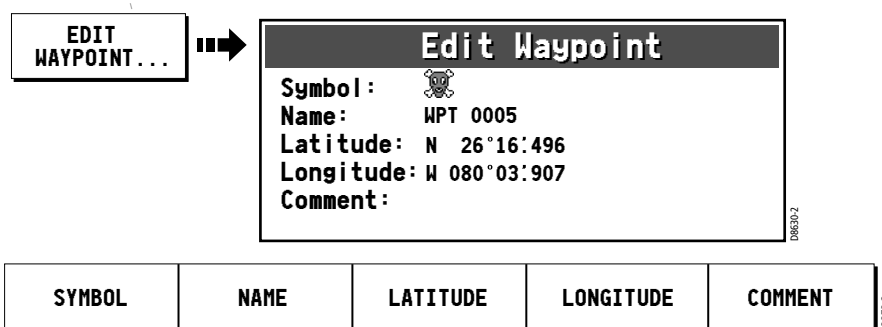 EDIT
WAYPOINT...
Edit Waypoint
Symbol:
Name: WPT 0005
Latitude: N 26°16'.496
Longitude: W 080°03'.907
Comment:
D8630-2
SYMBOL NAME LATITUDE LONGITUDE COMMENT